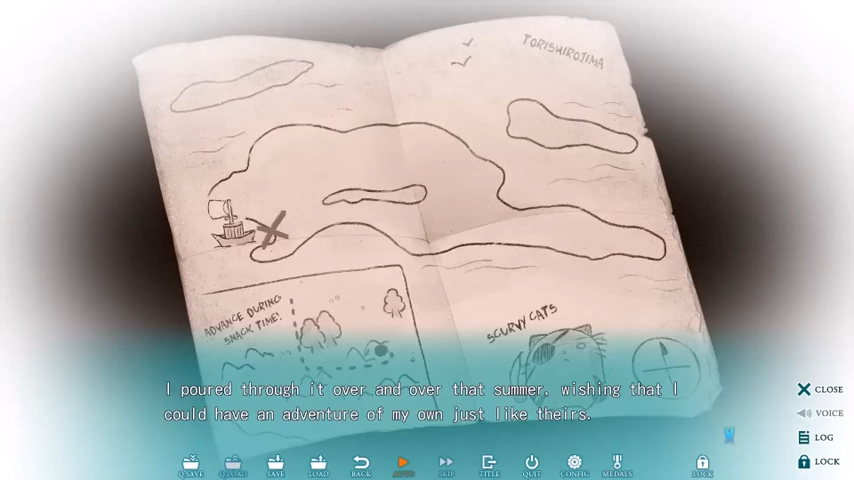 TORISHIROJIMA
ADVANCE DURING
SNACK TIME!
SCURVY CATS
I poured through it over and over that summer, wishing that I
could have an adventure of my own just like theirs.
CLOSE
VOICE
LOG
LOCK
Q.SAVE Q.LOAD SAVE LOAD BACK AUTO SKIP TITLE QUIT CONFIG MEDALS LOCK